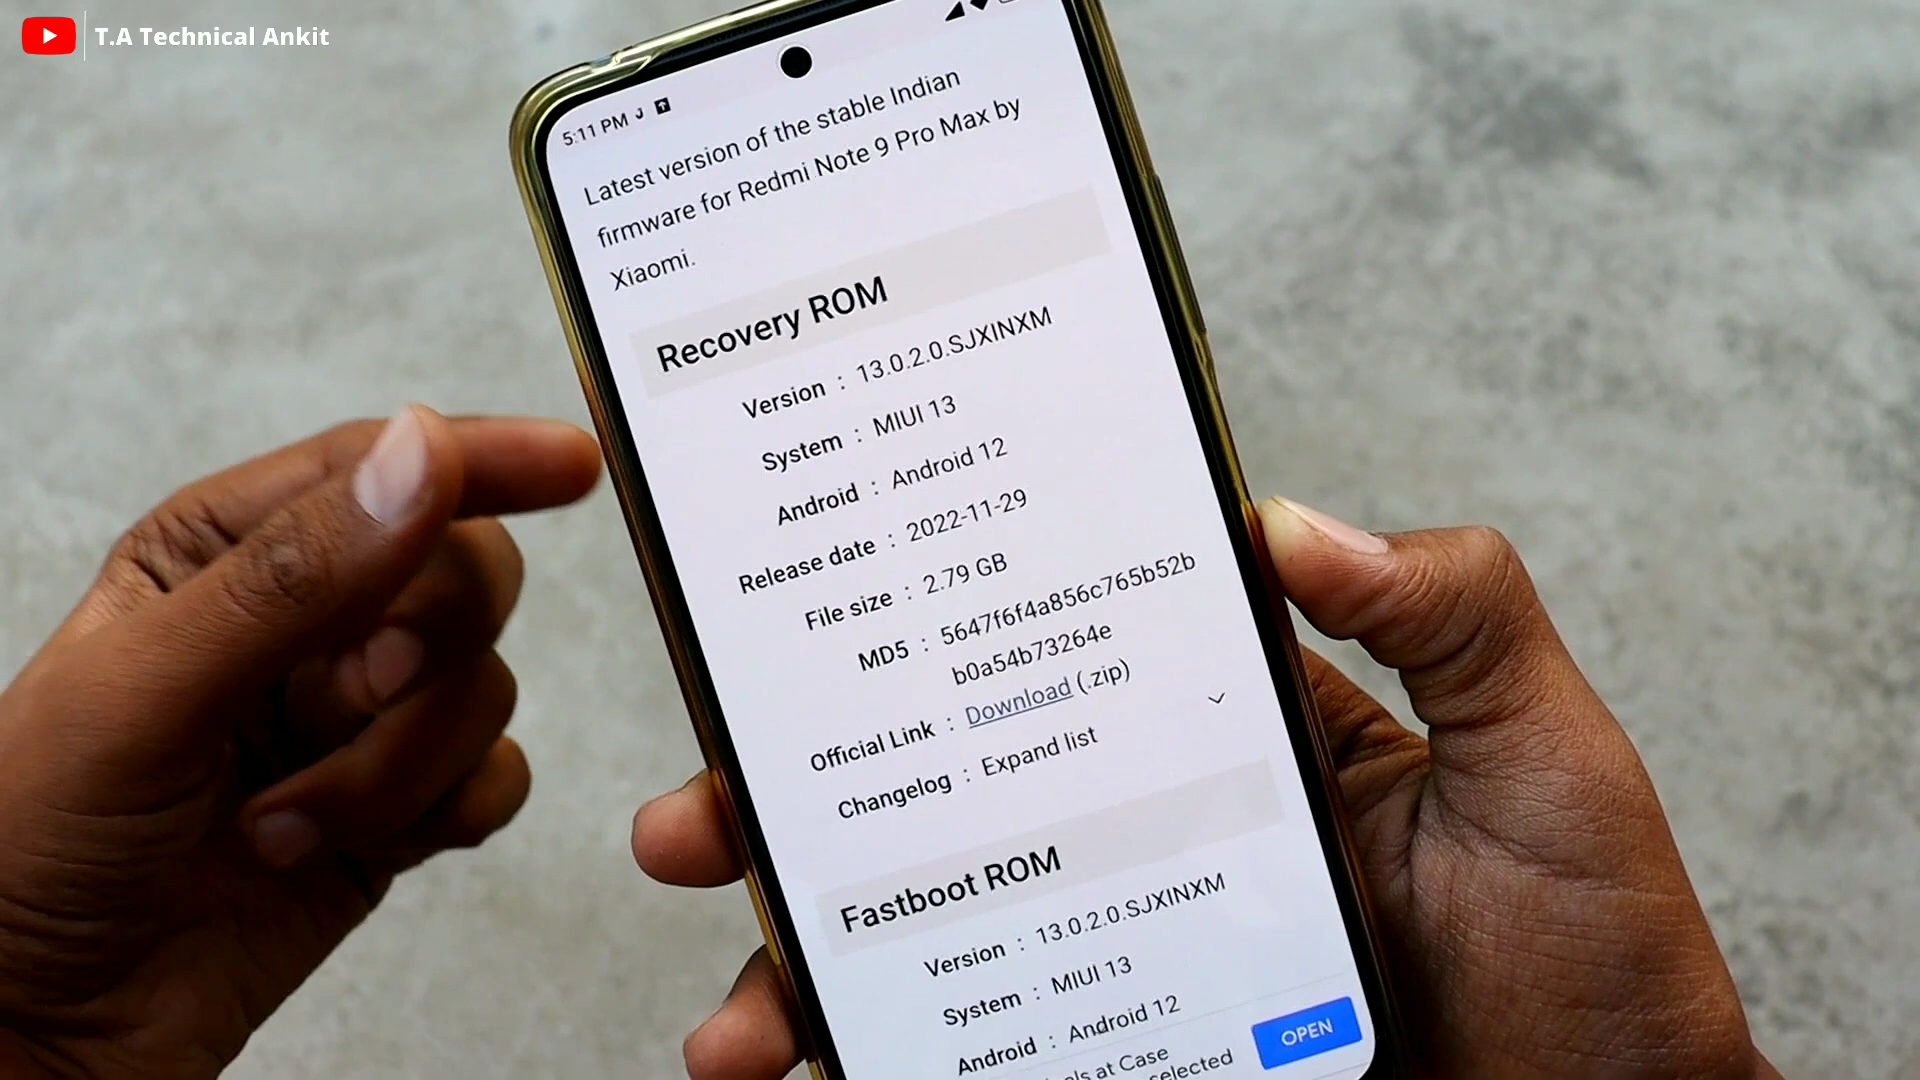 T.A Technical Ankit
5:11 PM
Latest version of the stable Indian
firmware for Redmi Note 9 Pro Max by
Xiaomi.
Recovery ROM
Version : 13.0.2.0.SJXINXM
System : MIUI 13
Android : Android 12
Release date : 2022-11-29
File size : 2.79 GB
MD5 : 5647f6f4a856c765b52b
b0a54b73264e
Official Link : Download (.zip)
Changelog : Expand list
Fastboot ROM
Version : 13.0.2.0.SJXINXM
System : MIUI 13
Android : Android 12
at Case
selected
OPEN